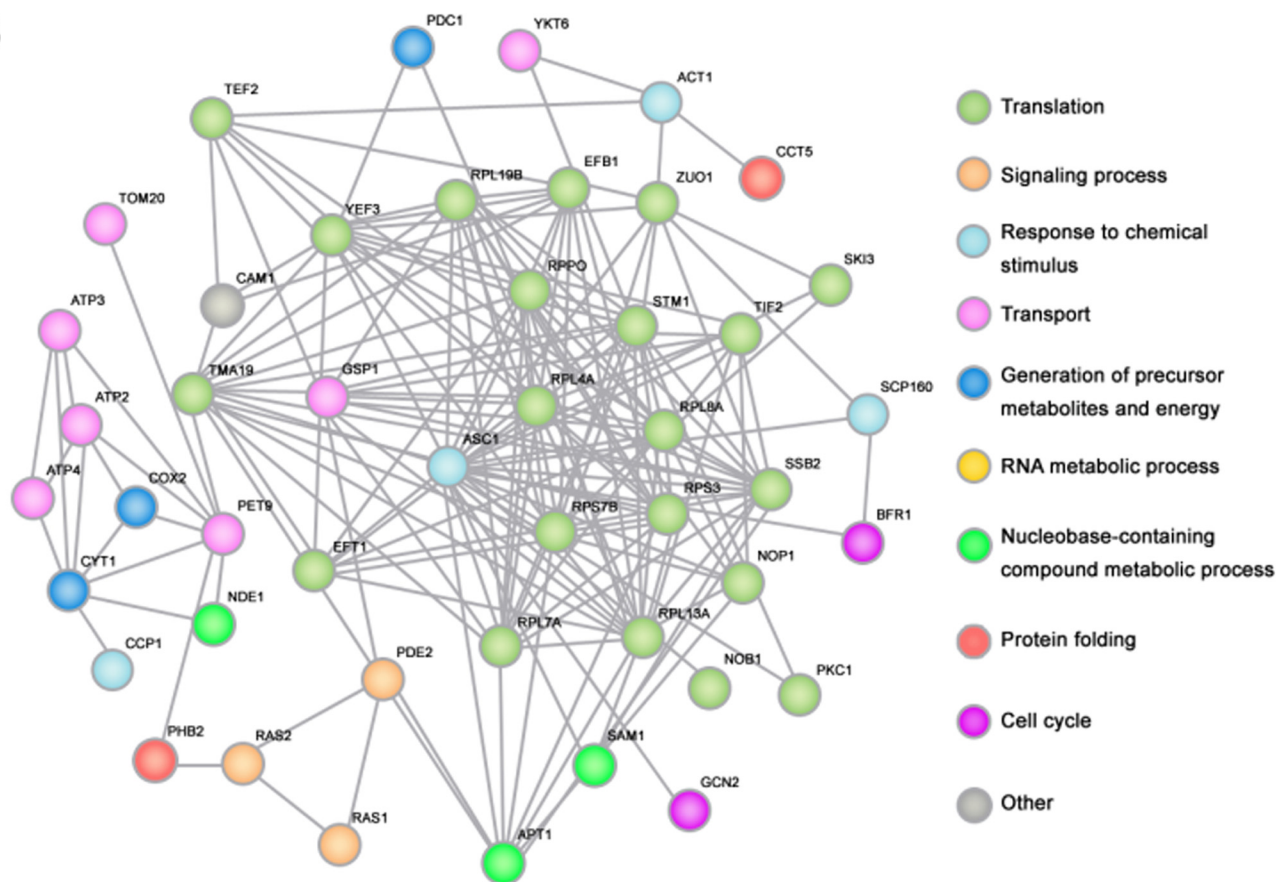 PDC1
YKT6
ACT1
TEF2
CCT5
EFB1
RPL19B
ZUO1
TOM20
YEF3
SKI3
RPPO
CAM1
STM1
TIF2
ATP3
TMA19
GSP1
RPL4A
SCP160
ATP2
RPL8A
ASC1
ATP4
COX2
SSB2
RPS3
PET9
RPS7B
BFR1
EFT1
NOP1
CYT1
NDE1
RPL13A
RPL7A
CCP1
PDE2
NOB1
PKC1
PHB2
RAS2
SAM1
GCN2
RAS1
APT1
Translation
Signaling process
Response to chemical
stimulus
Transport
Generation of precursor
metabolites and energy
RNA metabolic process
Nucleobase-containing
compound metabolic process
Protein folding
Cell cycle
Other